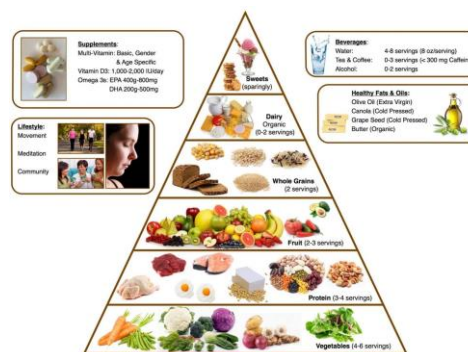 Supplements:
Multi-Vitamin: Basic, Gender
& Age Specific
Vitamin D3: 1,000-2,000 IU/day
Omega 3s: EPA 400g-800mg
DHA 200g-500mg
Beverages:
Water: 4-8 servings (8 oz/serving)
Tea & Coffee: 0-3 servings (< 300 mg Caffeine)
Alcohol: 0-2 servings
Healthy Fats & Oils:
Olive Oil (Extra Virgin)
Canola (Cold Pressed)
Grape Seed (Cold Pressed)
Butter (Organic)
Lifestyle:
Movement
Meditation
Community
Sweets
(sparingly)
Dairy
Organic
(0-2 servings)
Whole Grains
(2 servings)
Fruit (2-3 servings)
Protein (3-4 servings)
Vegetables (4-6 servings)